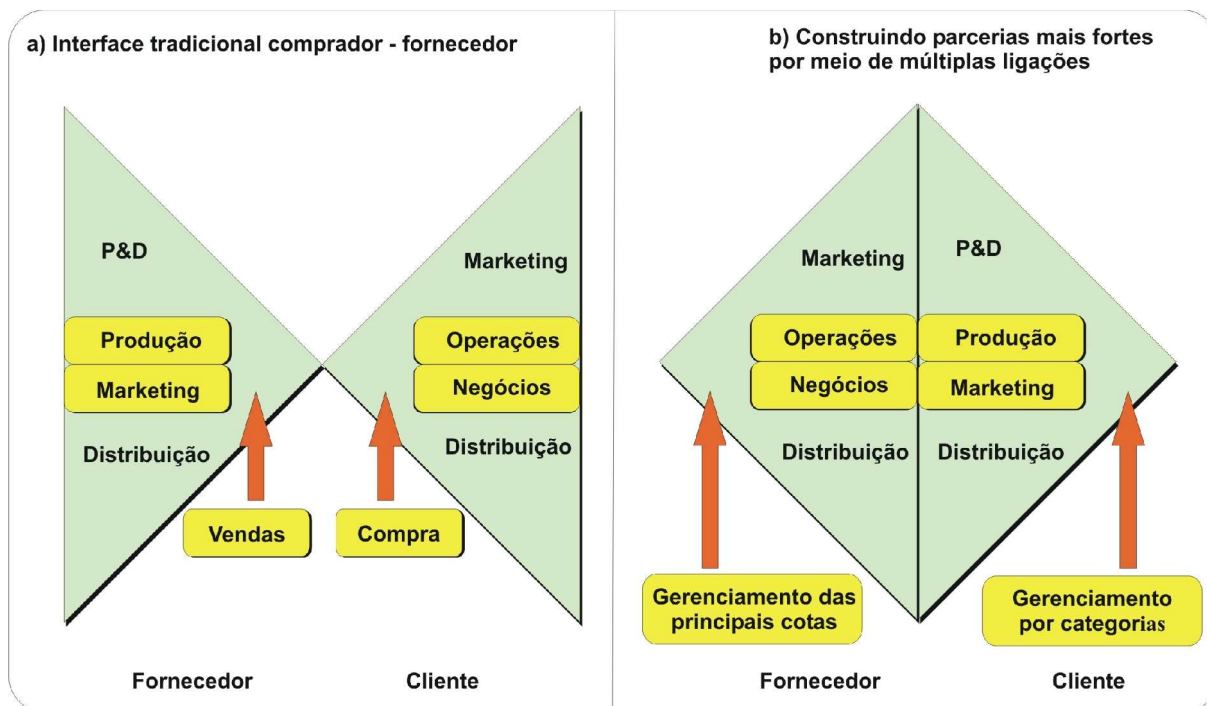 a) Interface tradicional comprador - fornecedor
P&D
Produção
Marketing
Distribuição
Vendas
Marketing
Operações
Negócios
Distribuição
Compra
Fornecedor
Cliente
b) Construindo parcerias mais fortes
por meio de múltiplas ligações
Marketing
Operações
Negócios
Distribuição
P&D
Produção
Marketing
Distribuição
Gerenciamento das
principais cotas
Gerenciamento
por categorias
Fornecedor
Cliente